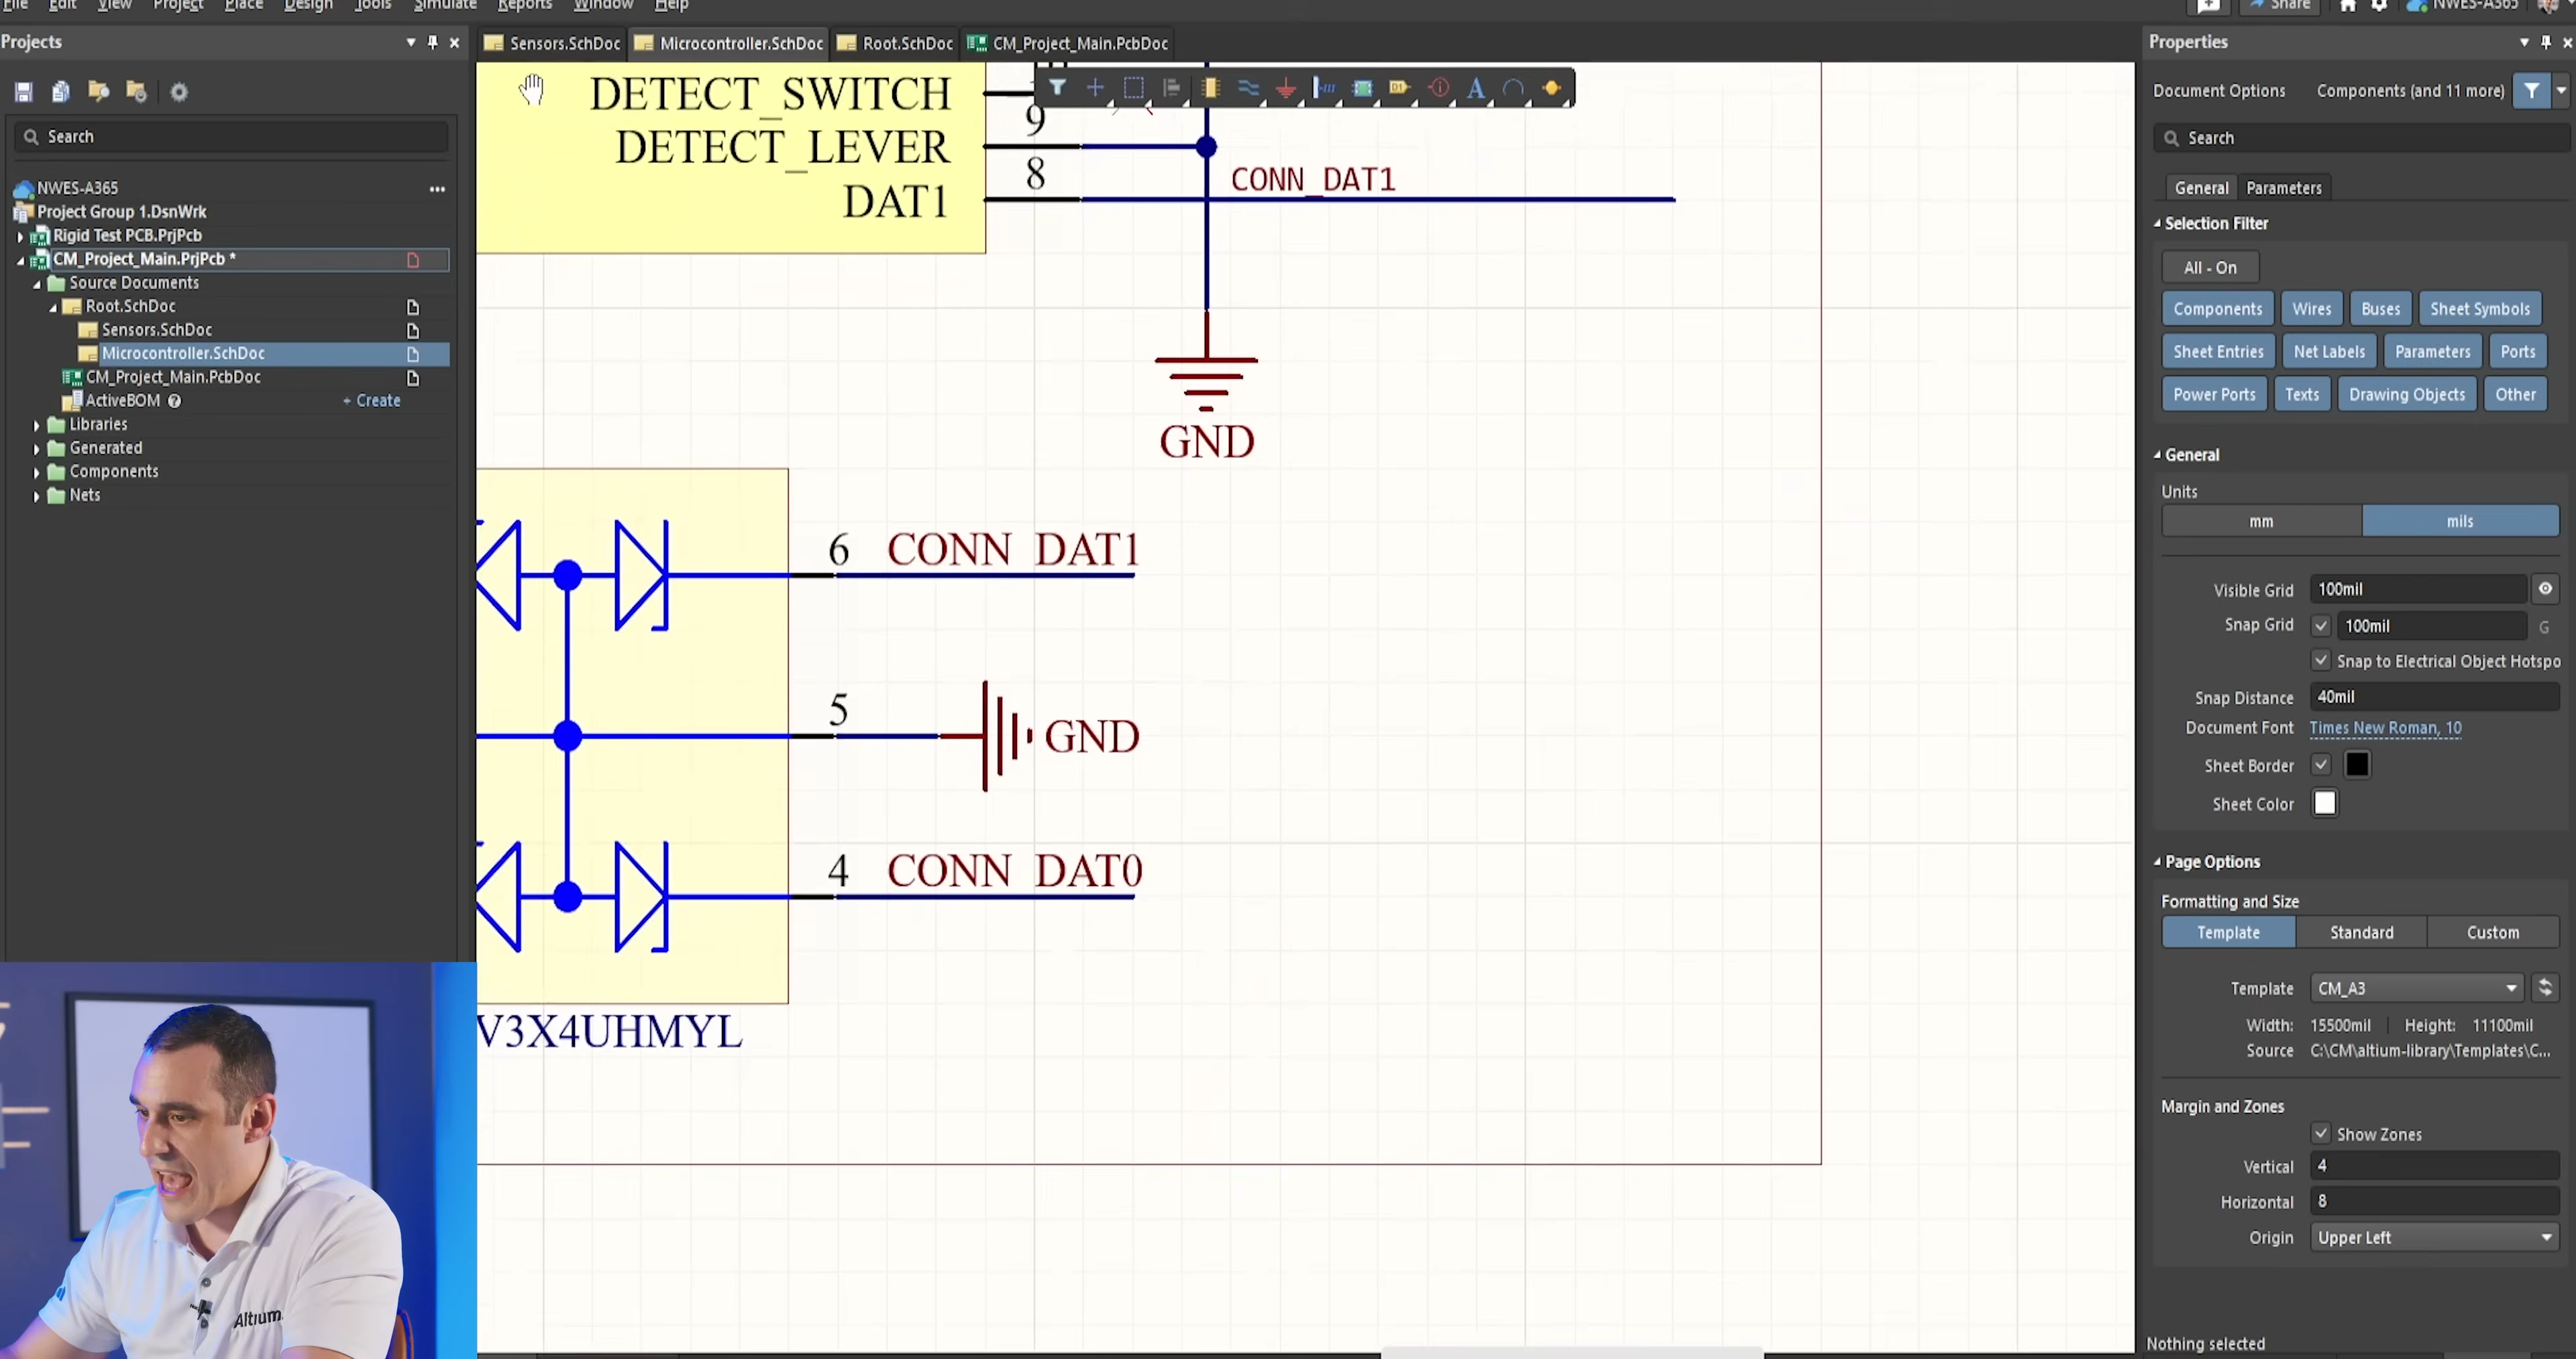 File Edit View Project Place Design Tools Simulate Reports Window Help
Share
NWES-A365
Projects
Search
NWES-A365
Project Group 1.DsnWrk
Rigid Test PCB.PrjPcb
CM_Project_Main.PrjPcb *
Source Documents
Root.SchDoc
Sensors.SchDoc
Microcontroller.SchDoc
CM_Project_Main.PcbDoc
ActiveBOM + Create
Libraries
Generated
Components
Nets
Sensors.SchDoc Microcontroller.SchDoc Root.SchDoc CM_Project_Main.PcbDoc
DETECT_SWITCH
9
DETECT_LEVER
8
CONN_DAT1
DAT1
GND
6 CONN_DAT1
5
GND
4 CONN_DAT0
V3X4UHMYL
Altium
Properties
Document Options Components (and 11 more)
Search
General Parameters
Selection Filter
All - On
Components Wires Buses Sheet Symbols
Sheet Entries Net Labels Parameters Ports
Power Ports Texts Drawing Objects Other
General
Units
mm mils
Visible Grid 100mil
Snap Grid 100mil G
Snap to Electrical Object Hotspo
Snap Distance 40mil
Document Font Times New Roman, 10
Sheet Border
Sheet Color
Page Options
Formatting and Size
Template Standard Custom
Template CM_A3
Width: 15500mil Height: 11100mil
Source C:\CM\altium-library\Templates\C...
Margin and Zones
Show Zones
Vertical 4
Horizontal 8
Origin Upper Left
Nothing selected